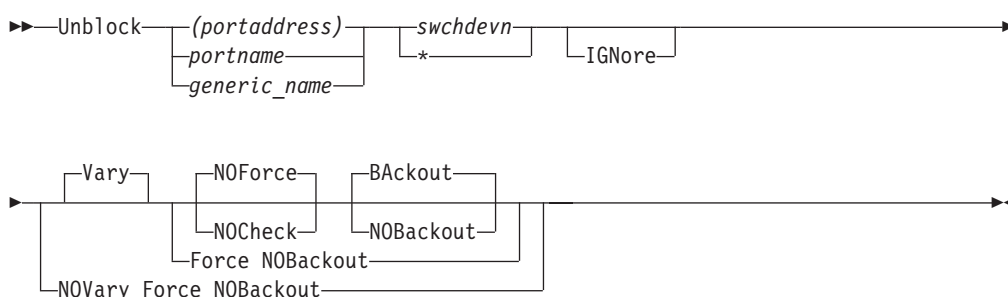 Unblock (portaddress) swchdevn
portname * IGNore
generic_name
Vary NOForce BAckout
NOCheck NOBackout
Force NOBackout
NOVary Force NOBackout